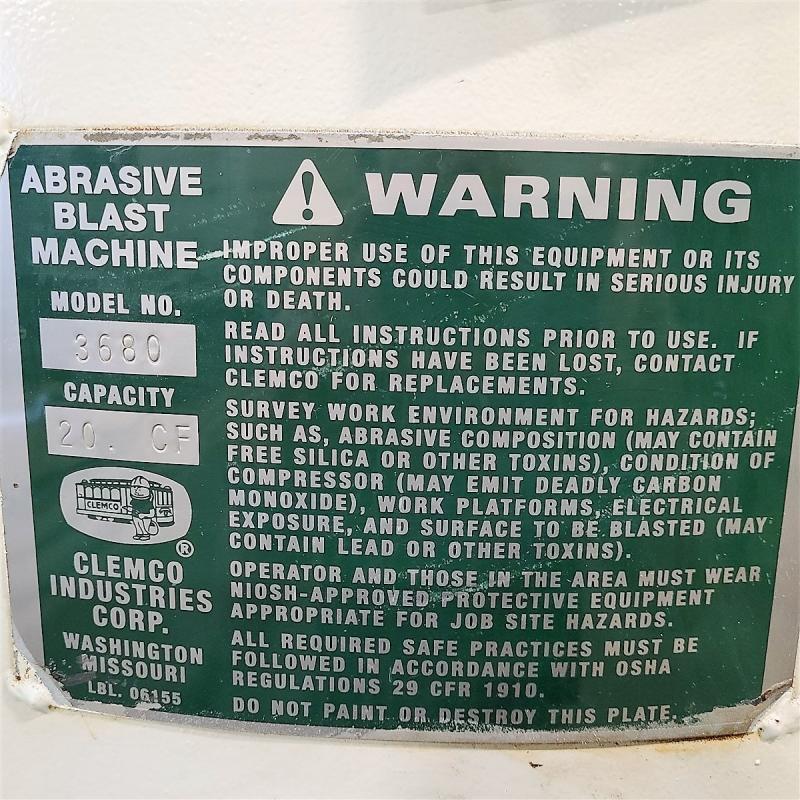 ABRASIVE
BLAST
MACHINE
MODEL NO.
3680
CAPACITY
20. CF
CLEMCO
®
CLEMCO
INDUSTRIES
CORP.
WASHINGTON
MISSOURI
LBL. 06155
WARNING
IMPROPER USE OF THIS EQUIPMENT OR ITS
COMPONENTS COULD RESULT IN SERIOUS INJURY
OR DEATH.
READ ALL INSTRUCTIONS PRIOR TO USE. IF
INSTRUCTIONS HAVE BEEN LOST, CONTACT
CLEMCO FOR REPLACEMENTS.
SURVEY WORK ENVIRONMENT FOR HAZARDS;
SUCH AS, ABRASIVE COMPOSITION (MAY CONTAIN
FREE SILICA OR OTHER TOXINS), CONDITION OF
COMPRESSOR (MAY EMIT DEADLY CARBON
MONOXIDE), WORK PLATFORMS, ELECTRICAL
EXPOSURE, AND SURFACE TO BE BLASTED (MAY
CONTAIN LEAD OR OTHER TOXINS).
OPERATOR AND THOSE IN THE AREA MUST WEAR
NIOSH-APPROVED PROTECTIVE EQUIPMENT
APPROPRIATE FOR JOB SITE HAZARDS.
ALL REQUIRED SAFE PRACTICES MUST BE
FOLLOWED IN ACCORDANCE WITH OSHA
REGULATIONS 29 CFR 1910.
DO NOT PAINT OR DESTROY THIS PLATE.